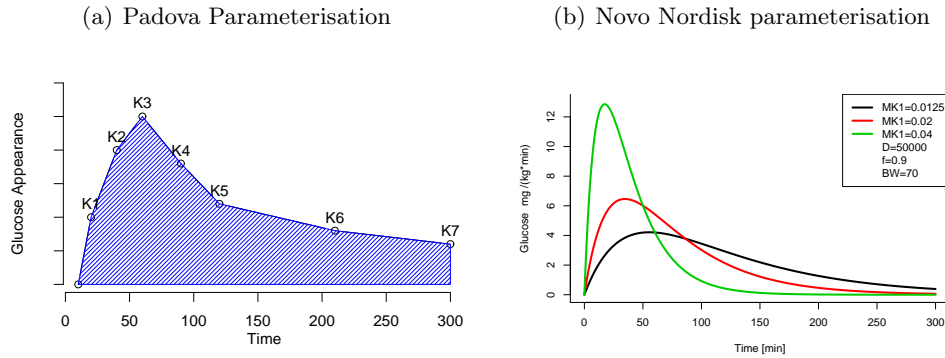 (a) Padova Parameterisation
Glucose Appearance
K1
K2
K3
K4
K5
K6
K7
0 50 100 150 200 250 300
Time
(b) Novo Nordisk parameterisation
Glucose mg /(kg*min)
0 2 4 6 8 10 12
MK1=0.0125
MK1=0.02
MK1=0.04
D=50000
f=0.9
BW=70
0 50 100 150 200 250 300
Time [min]